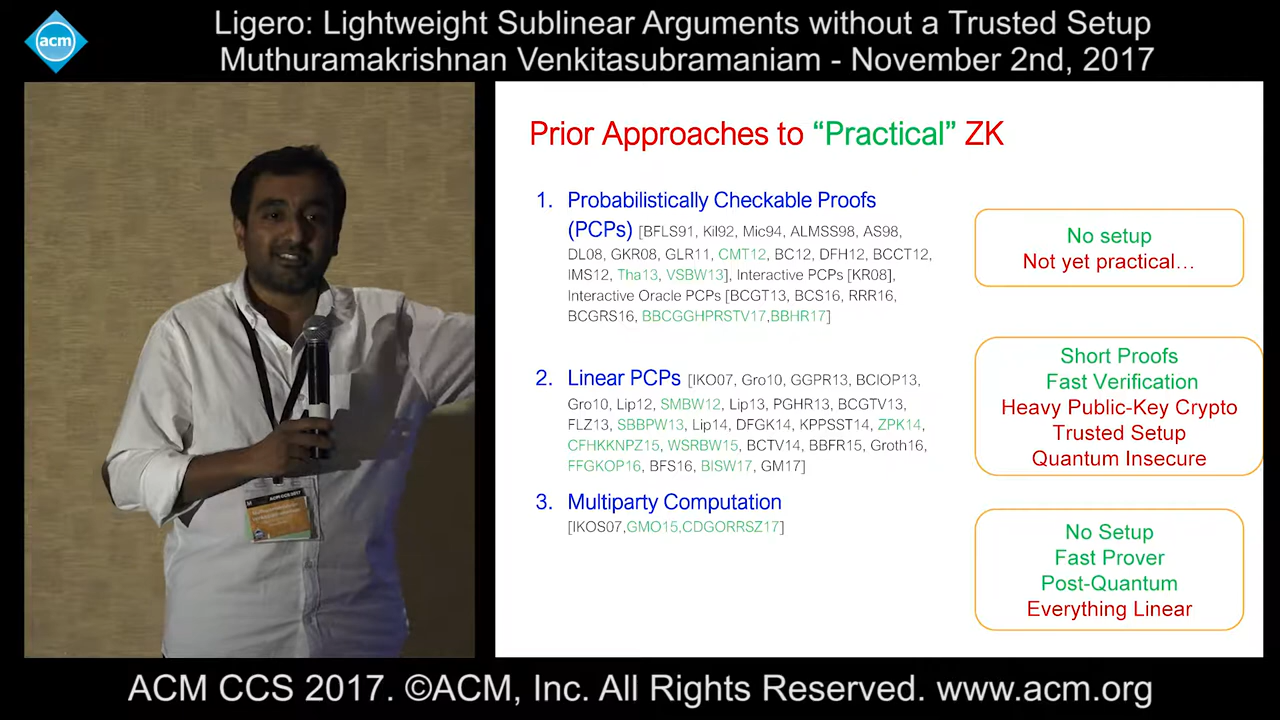 acm
Ligero: Lightweight Sublinear Arguments without a Trusted Setup
Muthuramakrishnan Venkitasubramaniam - November 2nd, 2017
ACM CCS 2017
Prior Approaches to “Practical” ZK
1. Probabilistically Checkable Proofs
(PCPs) [BFLS91, Kil92, Mic94, ALMSS98, AS98,
DL08, GKR08, GLR11, CMT12, BC12, DFH12, BCCT12,
IMS12, Tha13, VSBW13], Interactive PCPs [KR08],
Interactive Oracle PCPs [BCGT13, BCS16, RRR16,
BCGRS16, BBCGGHPRSTV17,BBHR17]
No setup
Not yet practical…
2. Linear PCPs [IKO07, Gro10, GGPR13, BCIOP13,
Gro10, Lip12, SMBW12, Lip13, PGHR13, BCGTV13,
FLZ13, SBBPW13, Lip14, DFGK14, KPPSST14, ZPK14,
CFHKKNPZ15, WSRBW15, BCTV14, BBFR15, Groth16,
FFGKOP16, BFS16, BISW17, GM17]
Short Proofs
Fast Verification
Heavy Public-Key Crypto
Trusted Setup
Quantum Insecure
3. Multiparty Computation
[IKOS07,GMO15,CDGORRSZ17]
No Setup
Fast Prover
Post-Quantum
Everything Linear
ACM CCS 2017. ©ACM, Inc. All Rights Reserved. www.acm.org